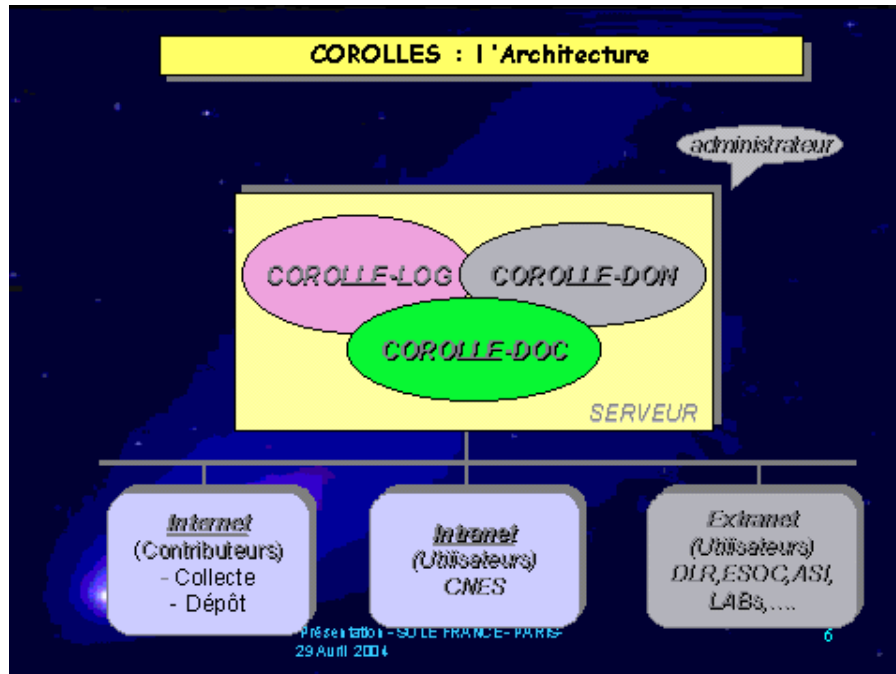 COROLLES : l 'Architecture
administrateur
COROLLE-LOG
COROLLE-DON
COROLLE-DOC
SERVEUR
Internet
(Contributeurs)
- Collecte
- Dépôt
Intranet
(Utilisateurs)
CNES
Extranet
(Utilisateurs)
DLR,ESOC,ASI,
LABs,....
Présentation - FRANCE- PARIS-
29 Avril 2004
6